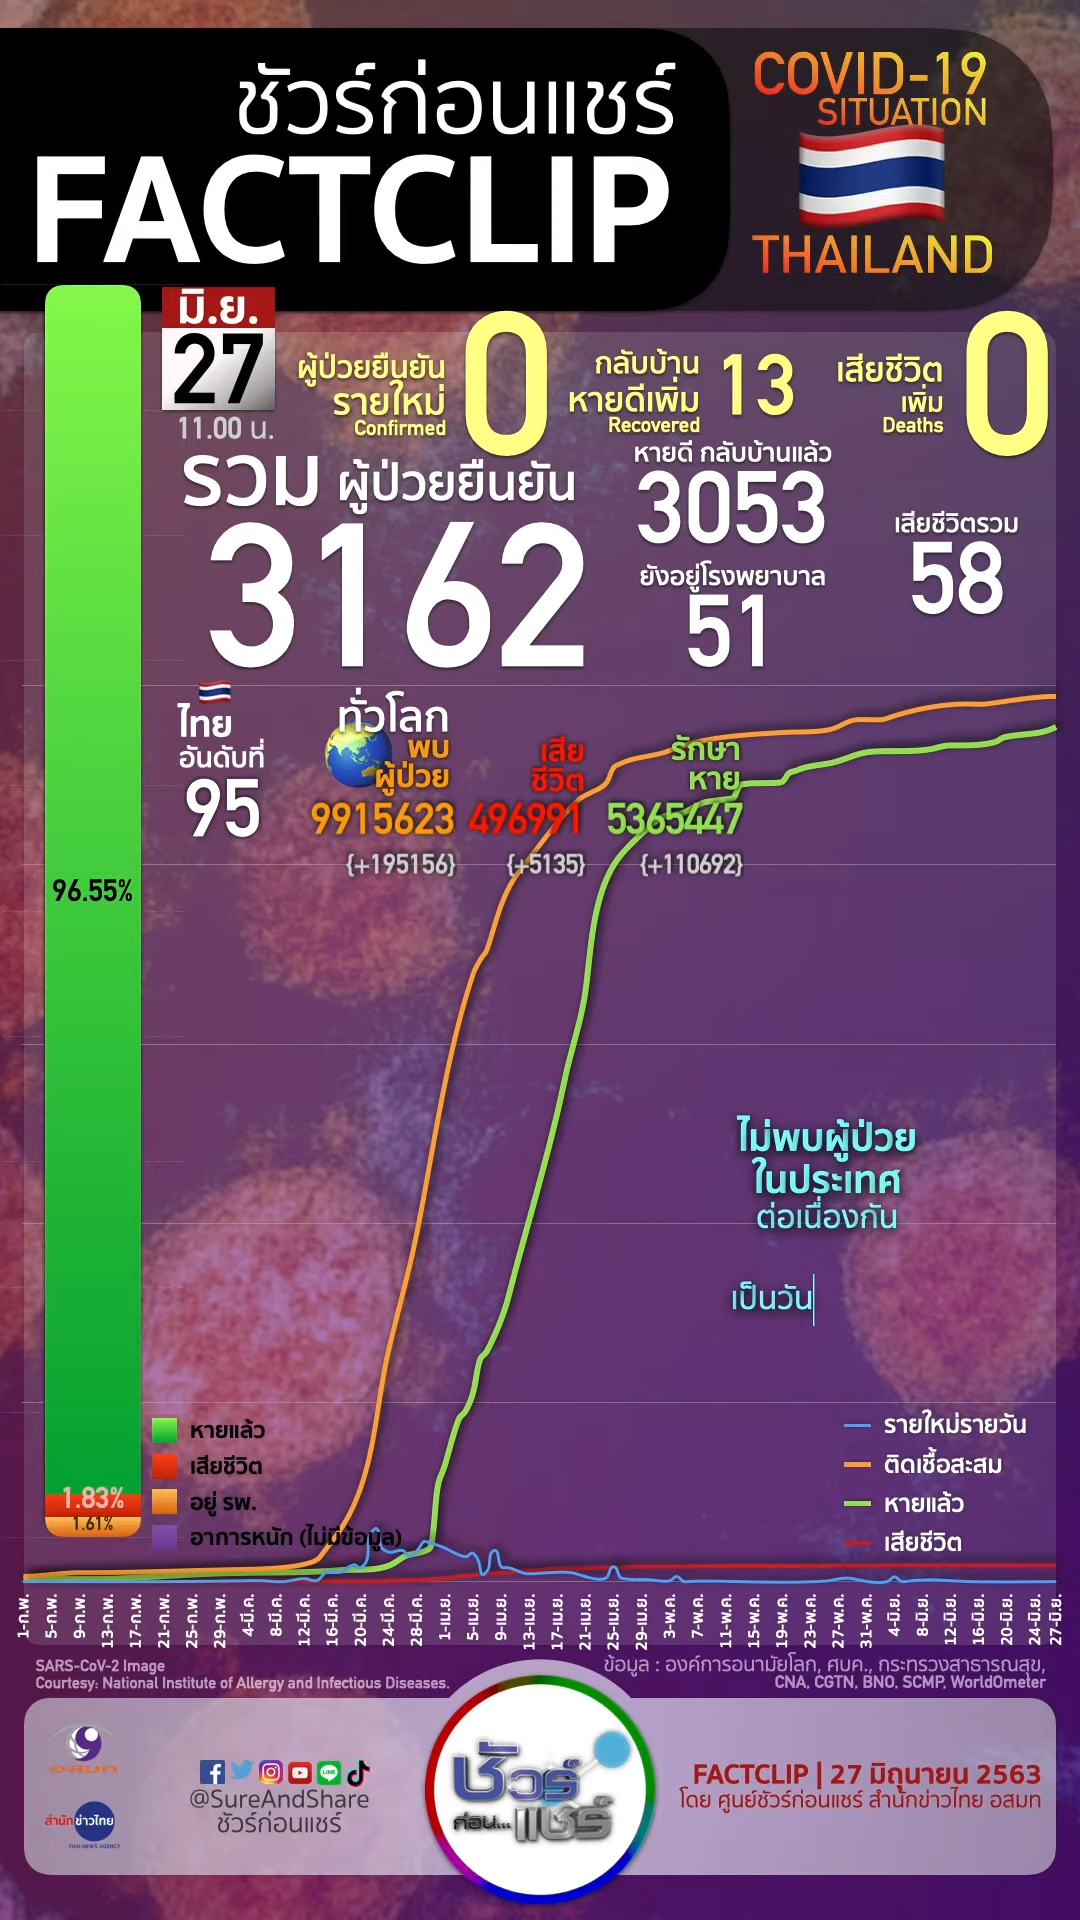 ชัวร์ก่อนแชร์
FACTCLIP
COVID-19
SITUATION
THAILAND
มิ.ย.
27
11.00 น.
ผู้ป่วยยืนยัน
รายใหม่
Confirmed
0
กลับบ้าน
หายดีเพิ่ม
Recovered
13
เสียชีวิต
เพิ่ม
Deaths
0
รวม ผู้ป่วยยืนยัน
3162
หายดี กลับบ้านแล้ว
3053
ยังอยู่โรงพยาบาล
51
เสียชีวิตรวม
58
ไทย
อันดับที่
95
ทั่วโลก
พบ
ผู้ป่วย
9915623
{+195156}
เสีย
ชีวิต
496991
{+5135}
รักษา
หาย
5365447
{+110692}
96.55%
1.83%
1.61%
ไม่พบผู้ป่วย
ในประเทศ
ต่อเนื่องกัน
เป็นวัน
หายแล้ว
เสียชีวิต
อยู่ รพ.
อาการหนัก (ไม่มีข้อมูล)
รายใหม่รายวัน
ติดเชื้อสะสม
หายแล้ว
เสียชีวิต
1-ก.พ.
5-ก.พ.
9-ก.พ.
13-ก.พ.
17-ก.พ.
21-ก.พ.
25-ก.พ.
29-ก.พ.
4-มี.ค.
8-มี.ค.
12-มี.ค.
16-มี.ค.
20-มี.ค.
24-มี.ค.
28-มี.ค.
1-เม.ย.
5-เม.ย.
9-เม.ย.
13-เม.ย.
17-เม.ย.
21-เม.ย.
25-เม.ย.
29-เม.ย.
3-พ.ค.
7-พ.ค.
11-พ.ค.
15-พ.ค.
19-พ.ค.
23-พ.ค.
27-พ.ค.
31-พ.ค.
4-มิ.ย.
8-มิ.ย.
12-มิ.ย.
16-มิ.ย.
20-มิ.ย.
24-มิ.ย.
27-มิ.ย.
SARS-CoV-2 Image
Courtesy: National Institute of Allergy and Infectious Diseases.
ข้อมูล : องค์การอนามัยโลก, ศบค., กระทรวงสาธารณสุข,
CNA, CGTN, BNO, SCMP, WorldOmeter
อสมท
สำนักข่าวไทย
THAI NEWS AGENCY
@SureAndShare
ชัวร์ก่อนแชร์
ชัวร์
ก่อน... แชร์
FACTCLIP | 27 มิถุนายน 2563
โดย ศูนย์ชัวร์ก่อนแชร์ สำนักข่าวไทย อสมท